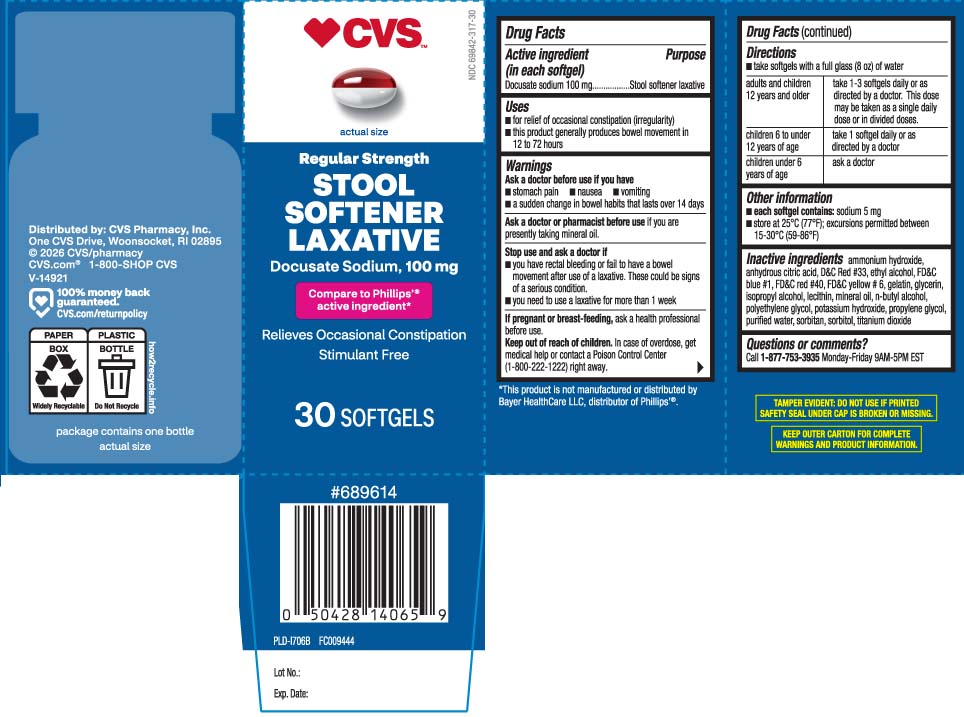 Distributed by: CVS Pharmacy, Inc.
One CVS Drive, Woonsocket, RI 02895
© 2026 CVS/pharmacy
CVS.com® 1-800-SHOP CVS
V-14921
100% money back
guaranteed.
CVS.com/returnpolicy
PAPER
BOX
Widely Recyclable
PLASTIC
BOTTLE
Do Not Recycle
how2recycle.info
package contains one bottle
actual size
CVS™
NDC 69842-317-30
actual size
Regular Strength
STOOL
SOFTENER
LAXATIVE
Docusate Sodium, 100 mg
Compare to Phillips'®
active ingredient*
Relieves Occasional Constipation
Stimulant Free
30 SOFTGELS
#689614
0 50428 14065 9
PLD-I706B FC009444
Lot No.:
Exp. Date:
Drug Facts
Active ingredient Purpose
(in each softgel)
Docusate sodium 100 mg..................Stool softener laxative
Uses
■ for relief of occasional constipation (irregularity)
■ this product generally produces bowel movement in
12 to 72 hours
Warnings
Ask a doctor before use if you have
■ stomach pain ■ nausea ■ vomiting
■ a sudden change in bowel habits that lasts over 14 days
Ask a doctor or pharmacist before use if you are
presently taking mineral oil.
Stop use and ask a doctor if
■ you have rectal bleeding or fail to have a bowel
movement after use of a laxative. These could be signs
of a serious condition.
■ you need to use a laxative for more than 1 week
If pregnant or breast-feeding, ask a health professional
before use.
Keep out of reach of children. In case of overdose, get
medical help or contact a Poison Control Center
(1-800-222-1222) right away.
*This product is not manufactured or distributed by
Bayer HealthCare LLC, distributor of Phillips'®.
Drug Facts (continued)
Directions
■ take softgels with a full glass (8 oz) of water
adults and children
12 years and older
take 1-3 softgels daily or as
directed by a doctor. This dose
may be taken as a single daily
dose or in divided doses.
children 6 to under
12 years of age
take 1 softgel daily or as
directed by a doctor
children under 6
years of age
ask a doctor
Other information
■ each softgel contains: sodium 5 mg
■ store at 25°C (77°F); excursions permitted between
15-30°C (59-86°F)
Inactive ingredients ammonium hydroxide,
anhydrous citric acid, D&C Red #33, ethyl alcohol, FD&C
blue #1, FD&C red #40, FD&C yellow # 6, gelatin, glycerin,
isopropyl alcohol, lecithin, mineral oil, n-butyl alcohol,
polyethylene glycol, potassium hydroxide, propylene glycol,
purified water, sorbitan, sorbitol, titanium dioxide
Questions or comments?
Call 1-877-753-3935 Monday-Friday 9AM-5PM EST
TAMPER EVIDENT: DO NOT USE IF PRINTED
SAFETY SEAL UNDER CAP IS BROKEN OR MISSING.
KEEP OUTER CARTON FOR COMPLETE
WARNINGS AND PRODUCT INFORMATION.